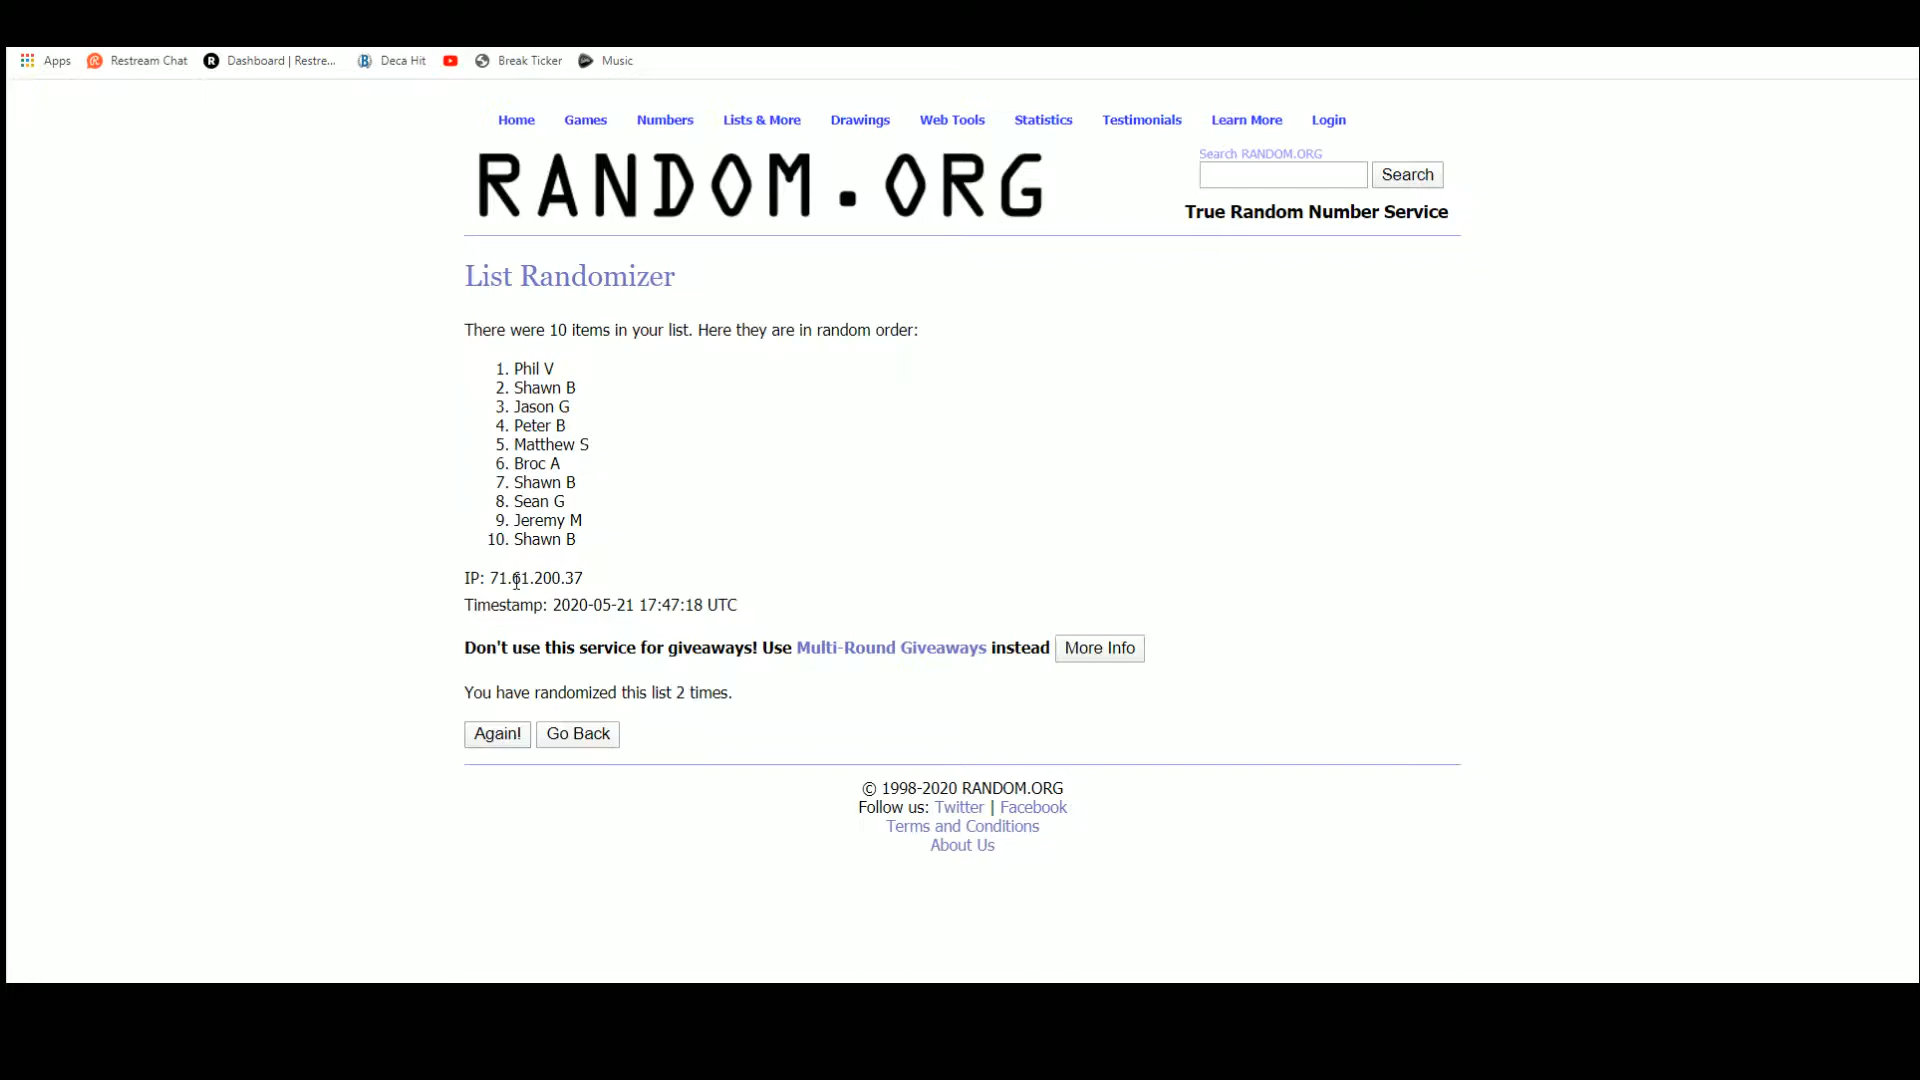 Apps Restream Chat Dashboard | Restre... Deca Hit Break Ticker Music
Home Games Numbers Lists & More Drawings Web Tools Statistics Testimonials Learn More Login
RANDOM.ORG
Search RANDOM.ORG
Search
True Random Number Service
List Randomizer
There were 10 items in your list. Here they are in random order:
1. Phil V
2. Shawn B
3. Jason G
4. Peter B
5. Matthew S
6. Broc A
7. Shawn B
8. Sean G
9. Jeremy M
10. Shawn B
IP: 71.61.200.37
Timestamp: 2020-05-21 17:47:18 UTC
Don't use this service for giveaways! Use Multi-Round Giveaways instead More Info
You have randomized this list 2 times.
Again! Go Back
© 1998-2020 RANDOM.ORG
Follow us: Twitter | Facebook
Terms and Conditions
About Us